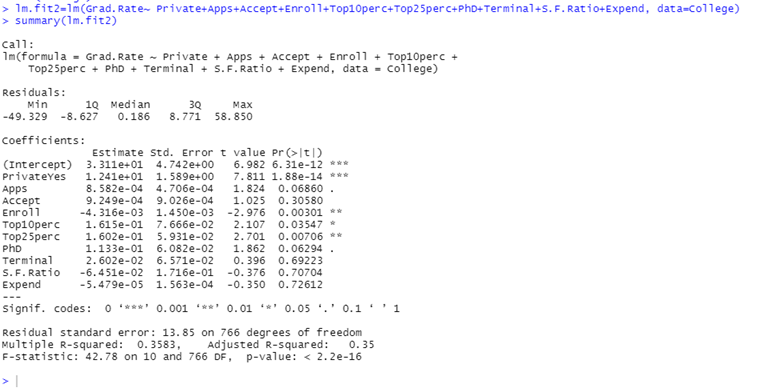 > lm.fit2=lm(Grad.Rate~ Private+Apps+Accept+Enroll+Top10perc+Top25perc+PhD+Terminal+S.F.Ratio+Expend, data=College)
> summary(lm.fit2)

Call:
lm(formula = Grad.Rate ~ Private + Apps + Accept + Enroll + Top10perc +
    Top25perc + PhD + Terminal + S.F.Ratio + Expend, data = College)

Residuals:
    Min      1Q  Median      3Q     Max
-49.329  -8.627   0.186   8.771  58.850

Coefficients:
              Estimate Std. Error t value Pr(>|t|)
(Intercept)  3.311e+01  4.742e+00   6.982 6.31e-12 ***
PrivateYes   1.241e+01  1.589e+00   7.811 1.88e-14 ***
Apps         8.582e-04  4.706e-04   1.824  0.06860 .
Accept       9.249e-04  9.026e-04   1.025  0.30580
Enroll      -4.316e-03  1.450e-03  -2.976  0.00301 **
Top10perc    1.615e-01  7.666e-02   2.107  0.03547 *
Top25perc    1.602e-01  5.931e-02   2.701  0.00706 **
PhD          1.133e-01  6.082e-02   1.862  0.06294 .
Terminal     2.602e-02  6.571e-02   0.396  0.69223
S.F.Ratio   -6.451e-02  1.716e-01  -0.376  0.70704
Expend      -5.479e-05  1.563e-04  -0.350  0.72612
---
Signif. codes:  0 ‘***’ 0.001 ‘**’ 0.01 ‘*’ 0.05 ‘.’ 0.1 ‘ ’ 1

Residual standard error: 13.85 on 766 degrees of freedom
Multiple R-squared:  0.3583,    Adjusted R-squared:   0.35
F-statistic: 42.78 on 10 and 766 DF,  p-value: < 2.2e-16

>